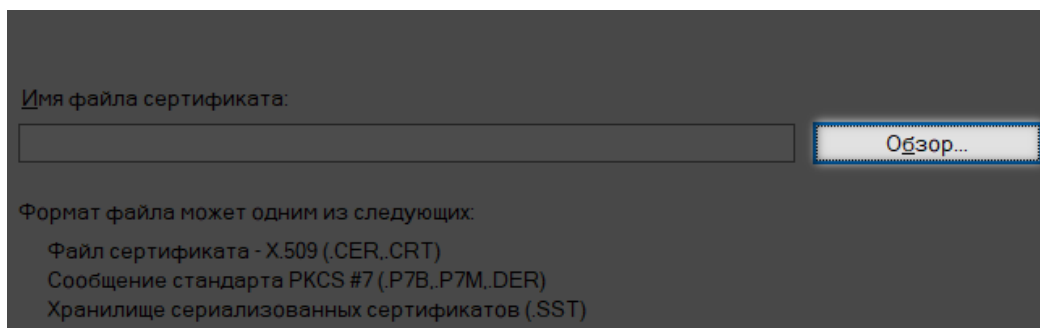 Имя файла сертификата:
Обзор...
Формат файла может одним из следующих:
Файл сертификата - X.509 (.CER,.CRT)
Сообщение стандарта PKCS #7 (.P7B,.P7M,.DER)
Хранилище сериализованных сертификатов (.SST)